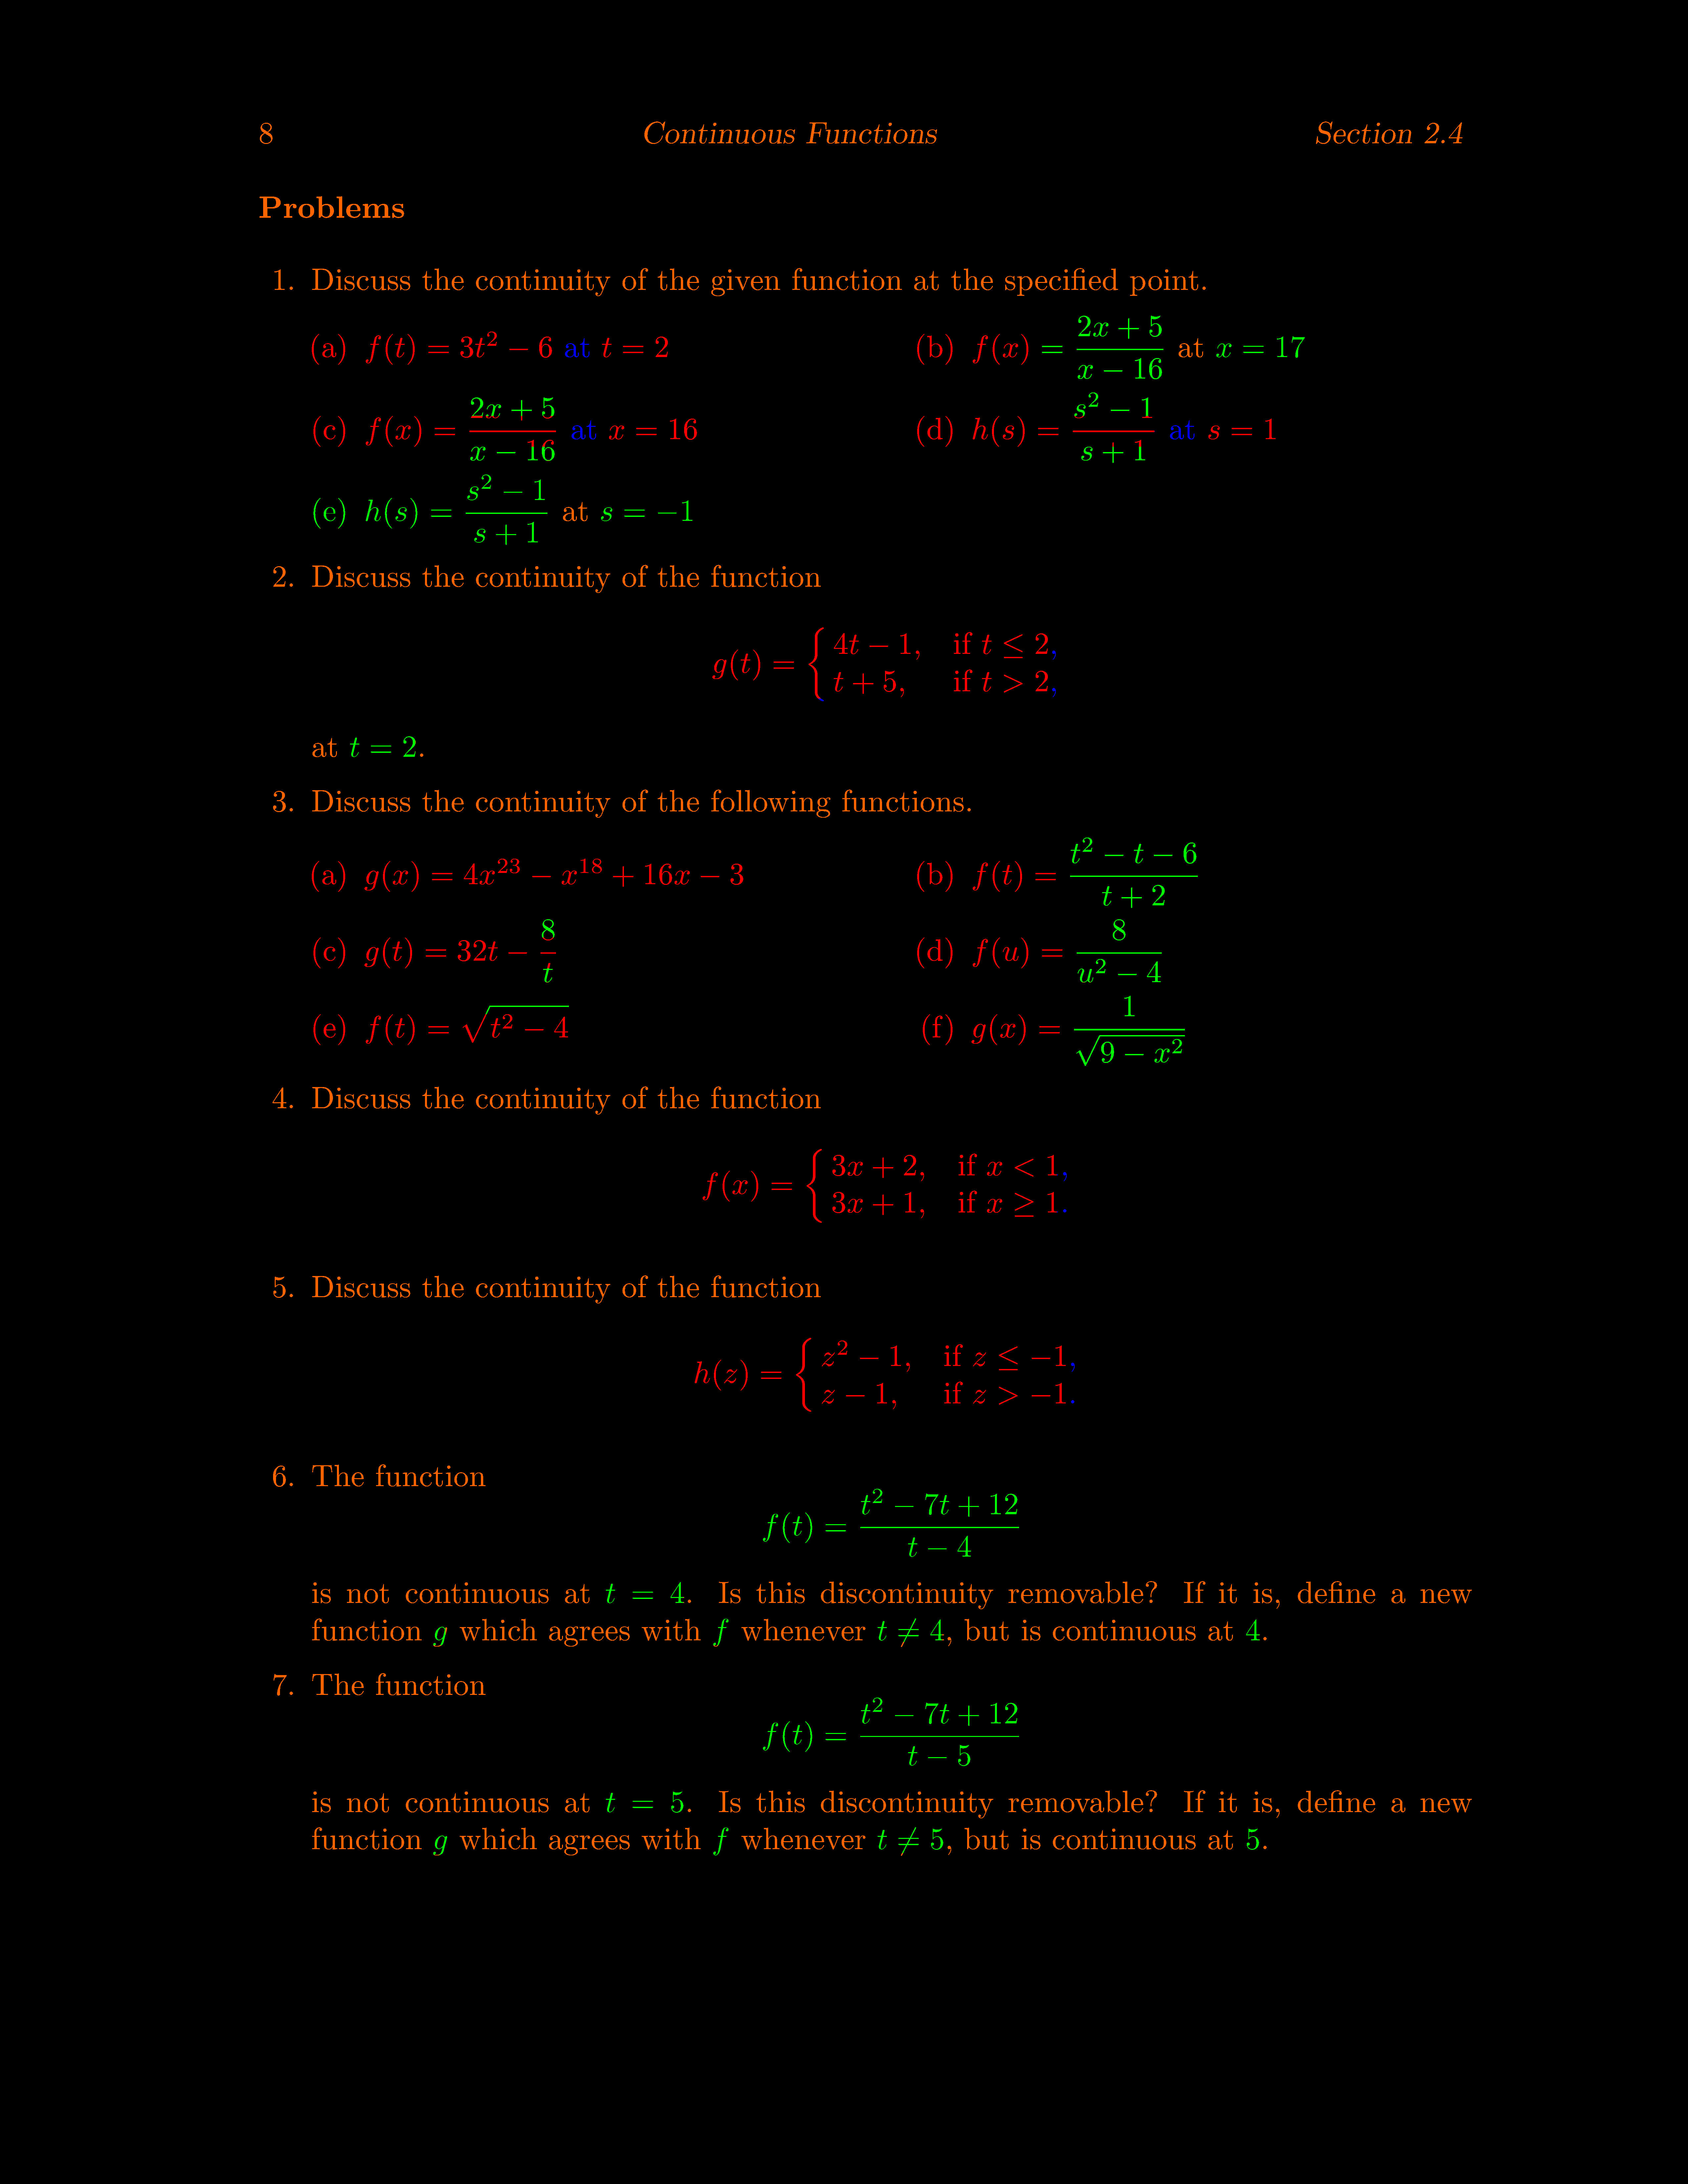 8 Continuous Functions Section 2.4
Problems
1. Discuss the continuity of the given function at the specified point.
(a) f(t) = 3t² − 6 at t = 2 (b) f(x) = (2x + 5)/(x − 16) at x = 17
(c) f(x) = (2x + 5)/(x − 16) at x = 16 (d) h(s) = (s² − 1)/(s + 1) at s = 1
(e) h(s) = (s² − 1)/(s + 1) at s = −1
2. Discuss the continuity of the function
g(t) = { 4t − 1, if t ≤ 2,
t + 5, if t > 2,
at t = 2.
3. Discuss the continuity of the following functions.
(a) g(x) = 4x²³ − x¹⁸ + 16x − 3 (b) f(t) = (t² − t − 6)/(t + 2)
(c) g(t) = 32t − 8/t (d) f(u) = 8/(u² − 4)
(e) f(t) = √(t² − 4) (f) g(x) = 1/√(9 − x²)
4. Discuss the continuity of the function
f(x) = { 3x + 2, if x < 1,
3x + 1, if x ≥ 1.
5. Discuss the continuity of the function
h(z) = { z² − 1, if z ≤ −1,
z − 1, if z > −1.
6. The function
f(t) = (t² − 7t + 12)/(t − 4)
is not continuous at t = 4. Is this discontinuity removable? If it is, define a new
function g which agrees with f whenever t ≠ 4, but is continuous at 4.
7. The function
f(t) = (t² − 7t + 12)/(t − 5)
is not continuous at t = 5. Is this discontinuity removable? If it is, define a new
function g which agrees with f whenever t ≠ 5, but is continuous at 5.